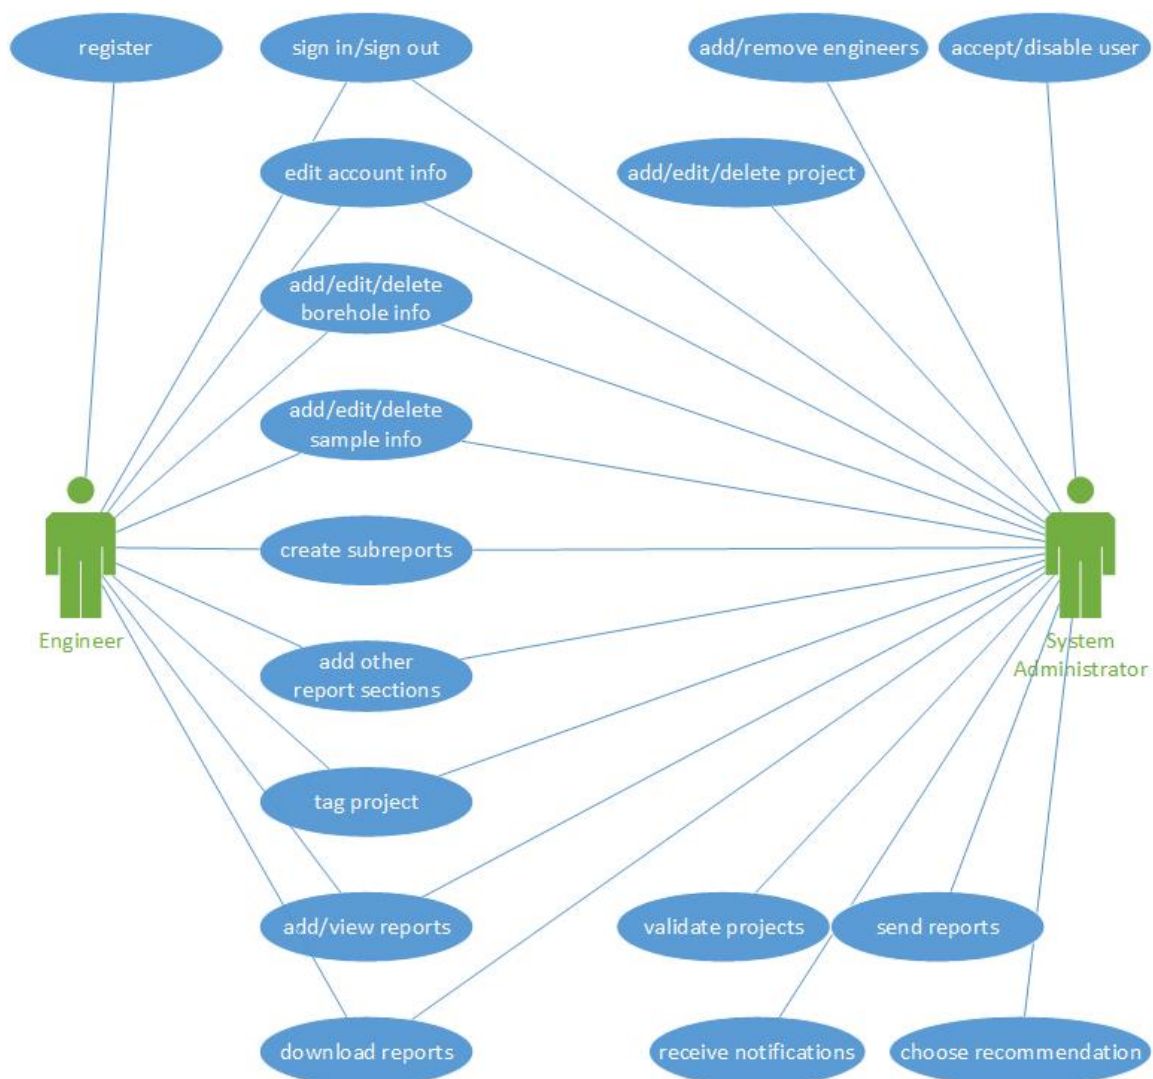 register
sign in/sign out
add/remove engineers
accept/disable user
edit account info
add/edit/delete project
add/edit/delete
borehole info
add/edit/delete
sample info
create subreports
Engineer
System
Administrator
add other
report sections
tag project
add/view reports
validate projects
send reports
download reports
receive notifications
choose recommendation